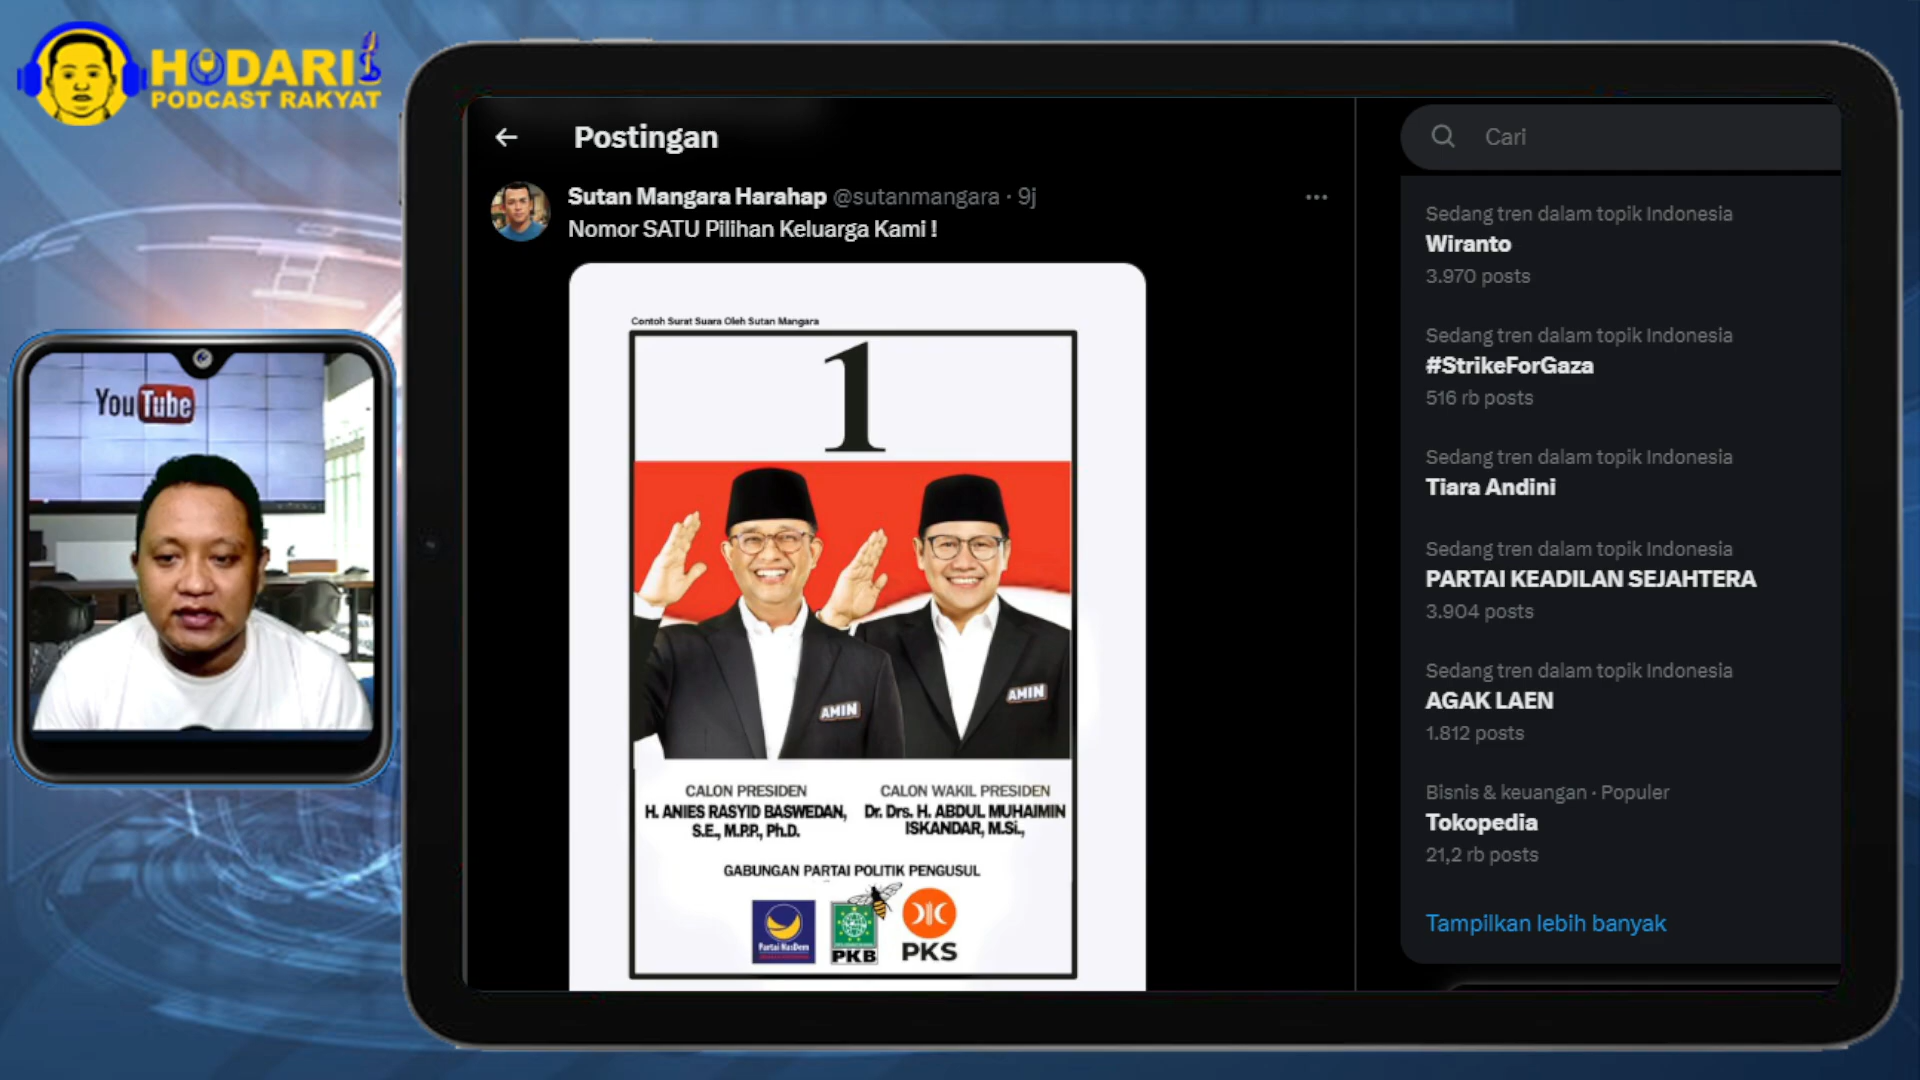 HODARI
PODCAST RAKYAT
YouTube
Postingan
Sutan Mangara Harahap @sutanmangara · 9j
Nomor SATU Pilihan Keluarga Kami !
Contoh Surat Suara Oleh Sutan Mangara
1
AMIN
AMIN
CALON PRESIDEN
H. ANIES RASYID BASWEDAN,
S.E., M.P.P., Ph.D.
CALON WAKIL PRESIDEN
Dr. Drs. H. ABDUL MUHAIMIN
ISKANDAR, M.Si.,
GABUNGAN PARTAI POLITIK PENGUSUL
Partai NasDem
PKB
PKS
Cari
Sedang tren dalam topik Indonesia
Wiranto
3.970 posts
Sedang tren dalam topik Indonesia
#StrikeForGaza
516 rb posts
Sedang tren dalam topik Indonesia
Tiara Andini
Sedang tren dalam topik Indonesia
PARTAI KEADILAN SEJAHTERA
3.904 posts
Sedang tren dalam topik Indonesia
AGAK LAEN
1.812 posts
Bisnis & keuangan · Populer
Tokopedia
21,2 rb posts
Tampilkan lebih banyak